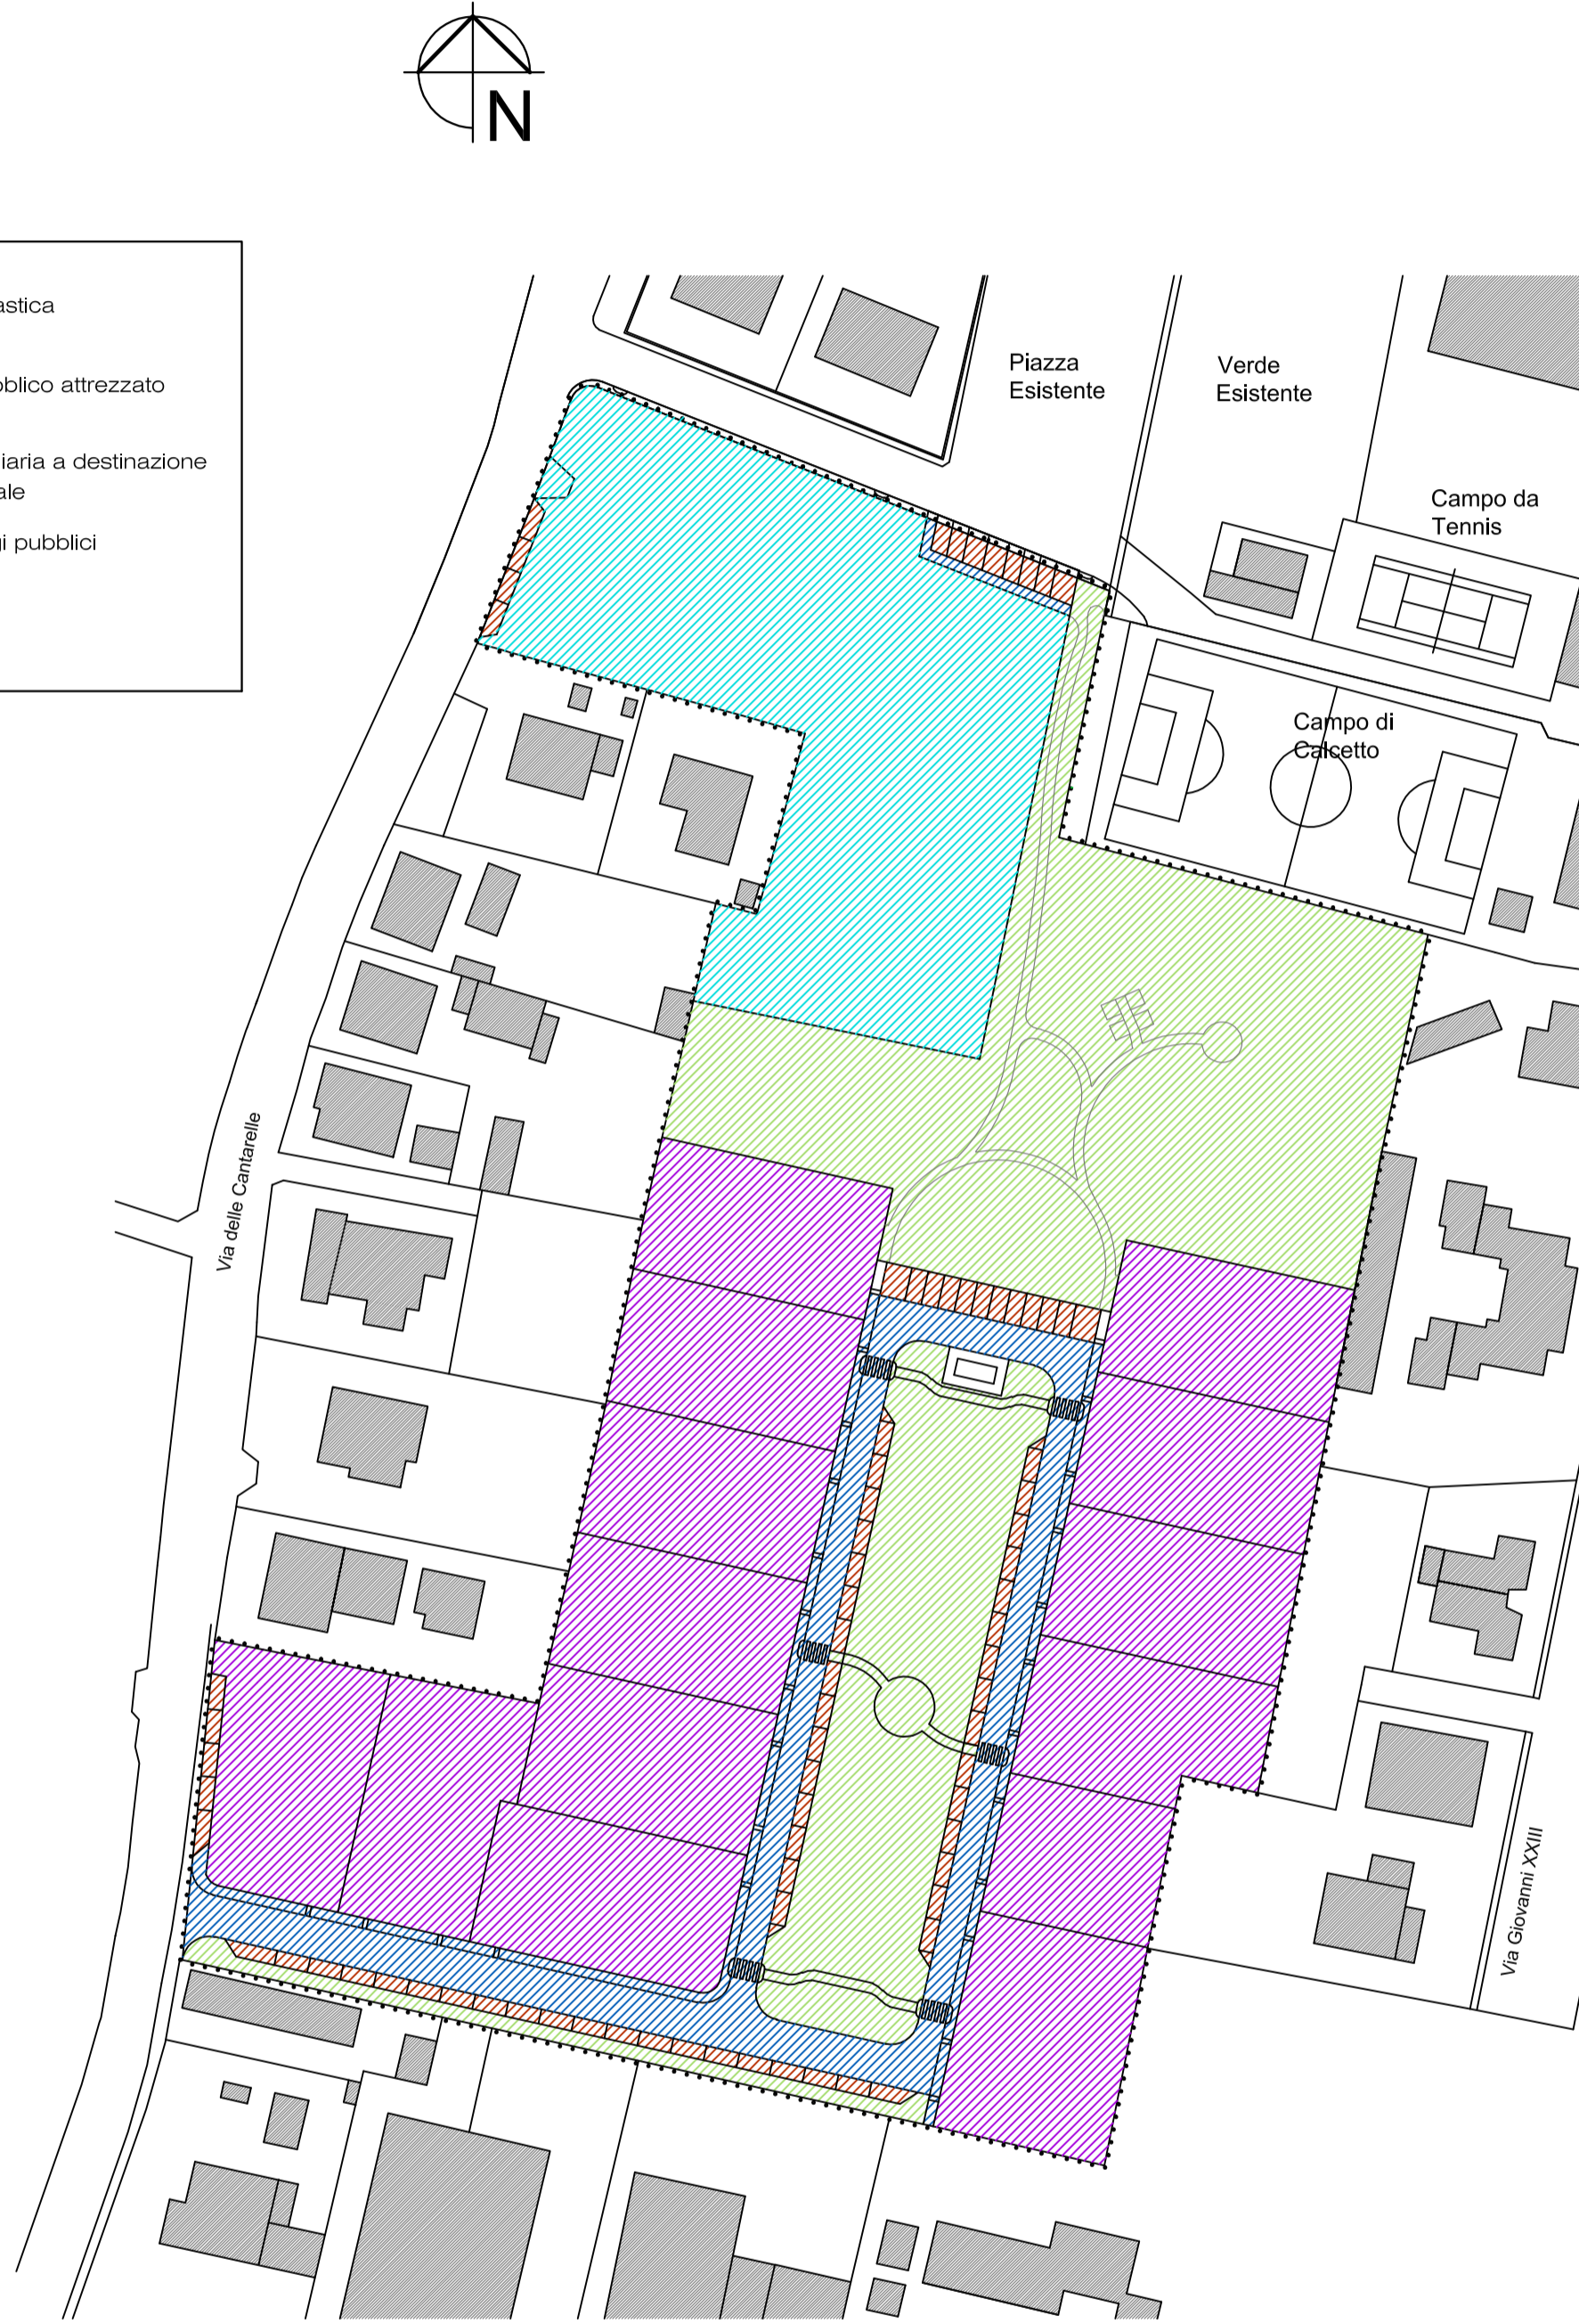 N
astica
bblico attrezzato
iaria a destinazione
ale
gi pubblici
Piazza
Esistente
Verde
Esistente
Campo da
Tennis
Campo di
Calcetto
Via delle Cantarelle
Via Giovanni XXIII